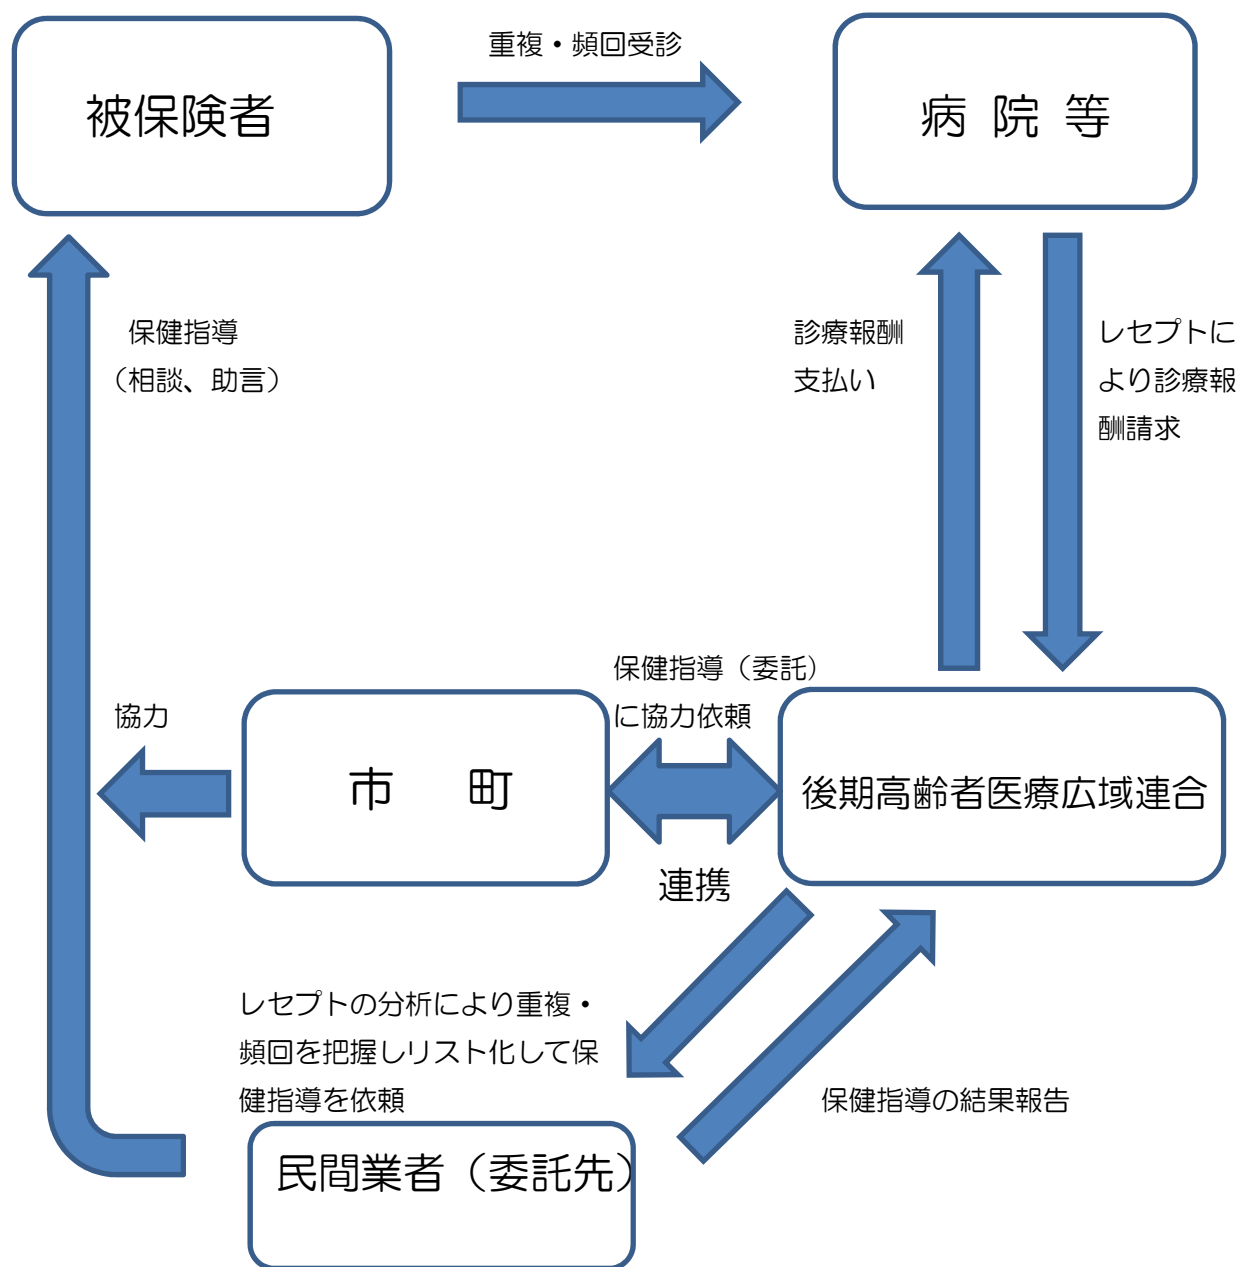 重複・頻回受診
被保険者
病 院 等
保健指導
（相談、助言）
診療報酬
支払い
レセプトに
より診療報
酬請求
保健指導（委託）
に協力依頼
協力
市　町
後期高齢者医療広域連合
連携
レセプトの分析により重複・
頻回を把握しリスト化して保
健指導を依頼
保健指導の結果報告
民間業者（委託先）